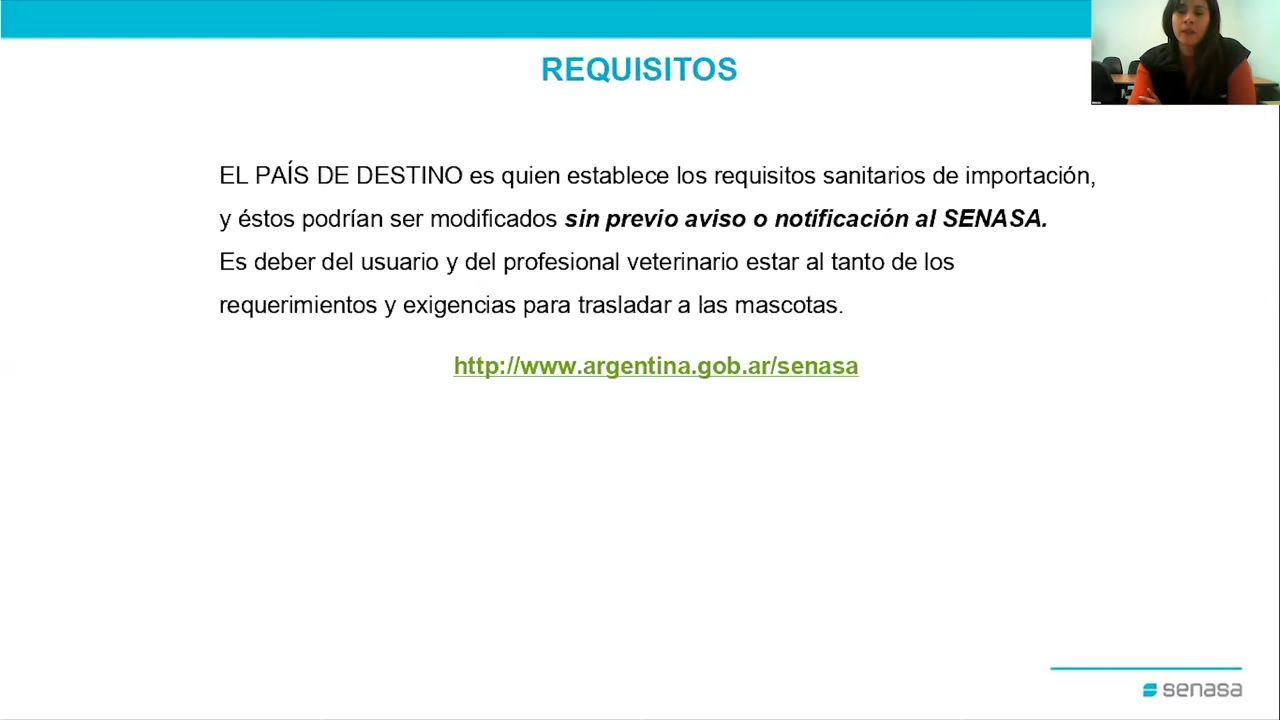 REQUISITOS
EL PAÍS DE DESTINO es quien establece los requisitos sanitarios de importación,
y éstos podrían ser modificados sin previo aviso o notificación al SENASA.
Es deber del usuario y del profesional veterinario estar al tanto de los
requerimientos y exigencias para trasladar a las mascotas.
http://www.argentina.gob.ar/senasa
senasa